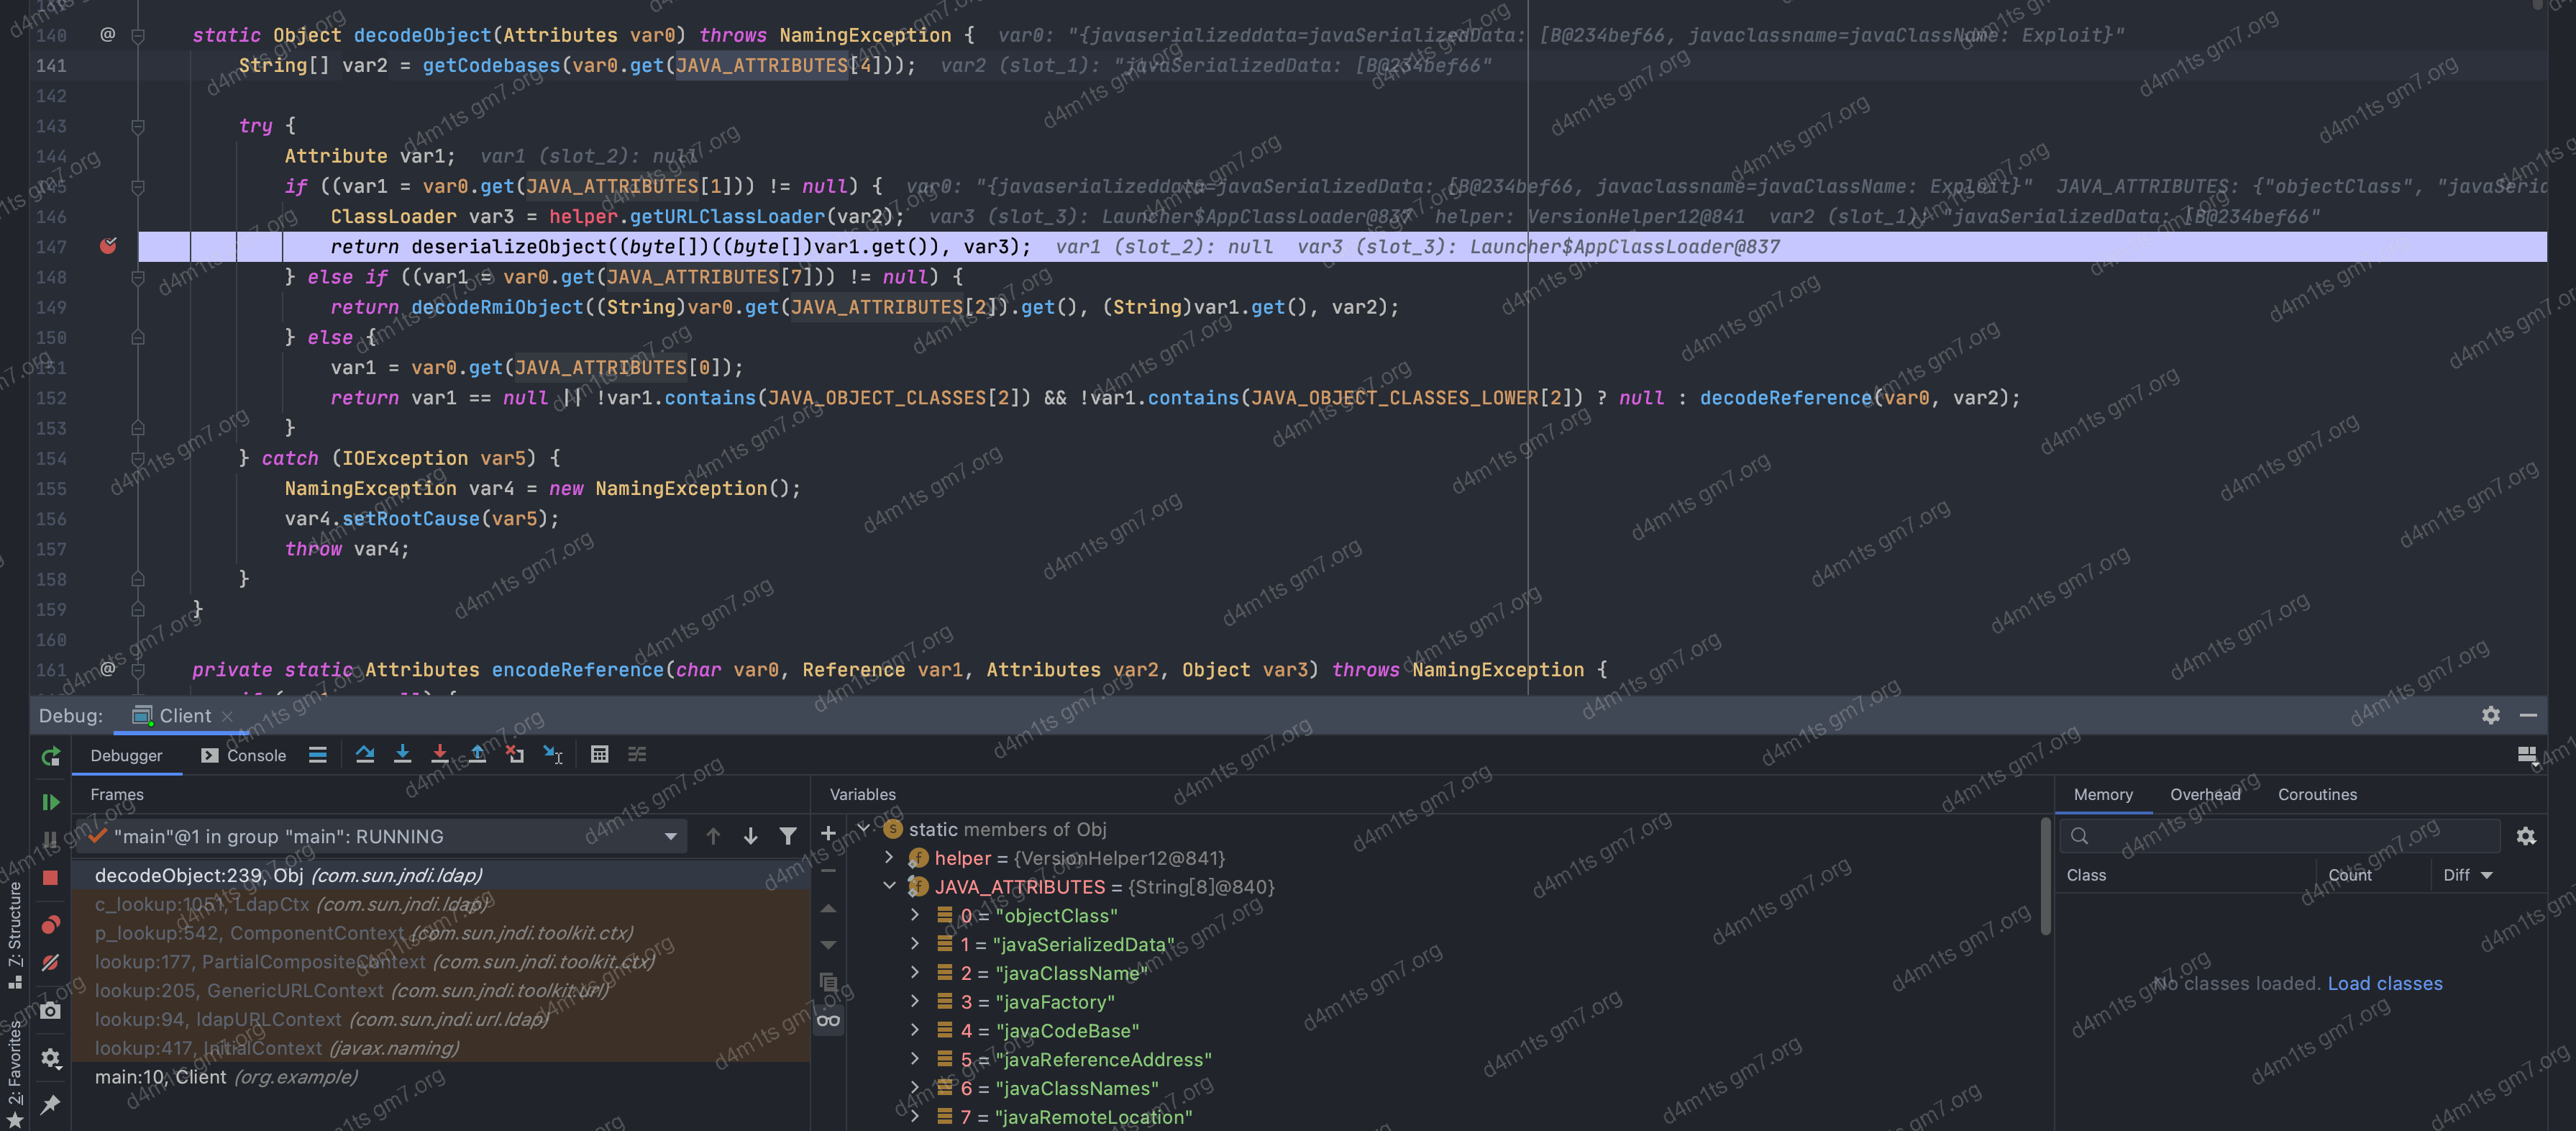 140 @ static Object decodeObject(Attributes var0) throws NamingException { var0: "{javaserializeddata=javaSerializedData: [B@234bef66, javaclassname=javaClassName: Exploit}"
141 String[] var2 = getCodebases(var0.get(JAVA_ATTRIBUTES[4])); var2 (slot_1): "javaSerializedData: [B@234bef66"
142
143 try {
144 Attribute var1; var1 (slot_2): null
145 if ((var1 = var0.get(JAVA_ATTRIBUTES[1])) != null) { var0: "{javaserializeddata=javaSerializedData: [B@234bef66, javaclassname=javaClassName: Exploit}" JAVA_ATTRIBUTES: {"objectClass", "javaSeria
146 ClassLoader var3 = helper.getURLClassLoader(var2); var3 (slot_3): Launcher$AppClassLoader@837 helper: VersionHelper12@841 var2 (slot_1): "javaSerializedData: [B@234bef66"
147 return deserializeObject((byte[])((byte[])var1.get()), var3); var1 (slot_2): null var3 (slot_3): Launcher$AppClassLoader@837
148 } else if ((var1 = var0.get(JAVA_ATTRIBUTES[7])) != null) {
149 return decodeRmiObject((String)var0.get(JAVA_ATTRIBUTES[2]).get(), (String)var1.get(), var2);
150 } else {
151 var1 = var0.get(JAVA_ATTRIBUTES[0]);
152 return var1 == null || !var1.contains(JAVA_OBJECT_CLASSES[2]) && !var1.contains(JAVA_OBJECT_CLASSES_LOWER[2]) ? null : decodeReference(var0, var2);
153 }
154 } catch (IOException var5) {
155 NamingException var4 = new NamingException();
156 var4.setRootCause(var5);
157 throw var4;
158 }
159 }
160
161 @ private static Attributes encodeReference(char var0, Reference var1, Attributes var2, Object var3) throws NamingException {
Debug: Client
Debugger Console
Frames
"main"@1 in group "main": RUNNING
decodeObject:239, Obj (com.sun.jndi.ldap)
c_lookup:1051, LdapCtx (com.sun.jndi.ldap)
p_lookup:542, ComponentContext (com.sun.jndi.toolkit.ctx)
lookup:177, PartialCompositeContext (com.sun.jndi.toolkit.ctx)
lookup:205, GenericURLContext (com.sun.jndi.toolkit.url)
lookup:94, ldapURLContext (com.sun.jndi.url.ldap)
lookup:417, InitialContext (javax.naming)
main:10, Client (org.example)
Variables
static members of Obj
helper = {VersionHelper12@841}
JAVA_ATTRIBUTES = {String[8]@840}
0 = "objectClass"
1 = "javaSerializedData"
2 = "javaClassName"
3 = "javaFactory"
4 = "javaCodeBase"
5 = "javaReferenceAddress"
6 = "javaClassNames"
7 = "javaRemoteLocation"
Memory Overhead Coroutines
Class Count Diff
No classes loaded. Load classes
7: Structure
2: Favorites
d4m1ts gm7.org